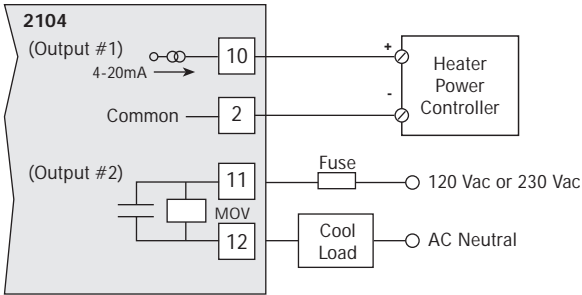 2104
(Output #1)
4-20mA
10
+
Heater
Power
Controller
Common
2
-
(Output #2)
11
Fuse
120 Vac or 230 Vac
MOV
12
Cool
Load
AC Neutral